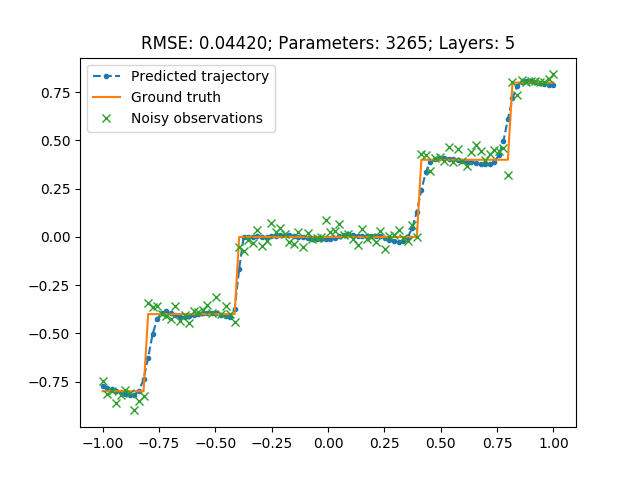 RMSE: 0.04420; Parameters: 3265; Layers: 5
Predicted trajectory
Ground truth
Noisy observations
0.75
0.50
0.25
0.00
−0.25
−0.50
−0.75
−1.00 −0.75 −0.50 −0.25 0.00 0.25 0.50 0.75 1.00